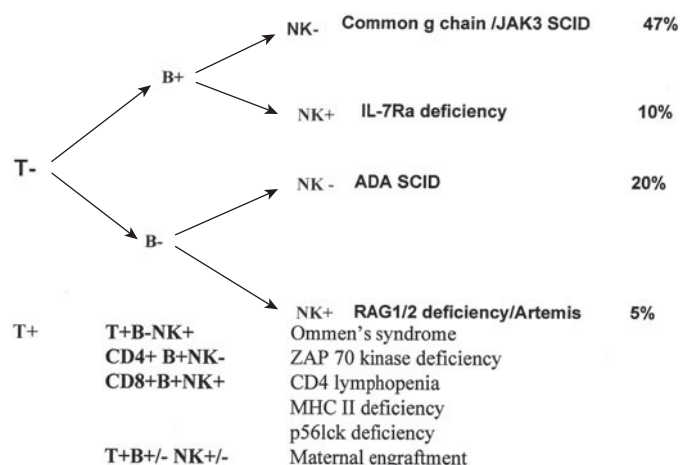 NK- Common g chain /JAK3 SCID 47%
B+
NK+ IL-7Ra deficiency 10%
T-
NK - ADA SCID 20%
B-
NK+ RAG1/2 deficiency/Artemis 5%
T+ T+B-NK+ Ommen's syndrome
CD4+ B+NK- ZAP 70 kinase deficiency
CD8+B+NK+ CD4 lymphopenia
MHC II deficiency
p56lck deficiency
T+B+/- NK+/- Maternal engraftment